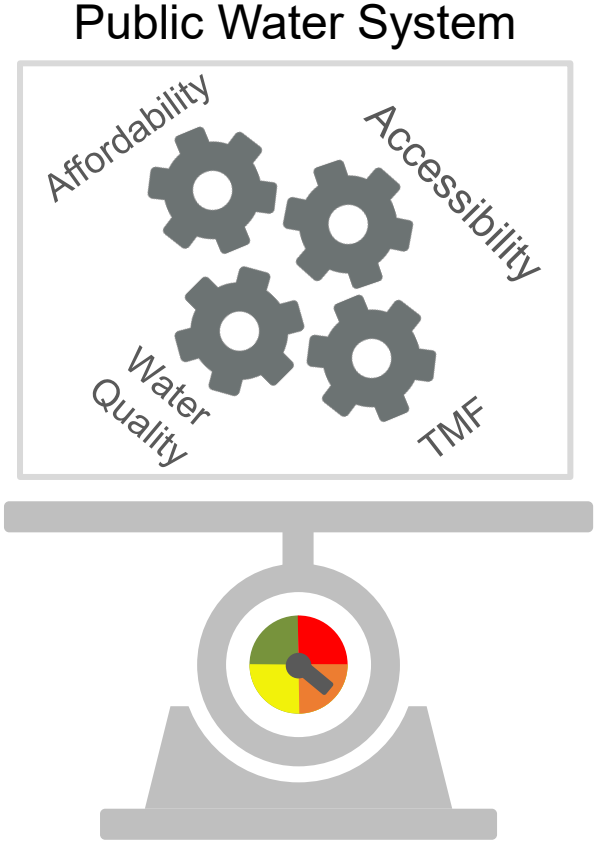 Public Water System
Affordability
Accessibility
Water
Quality
TMF